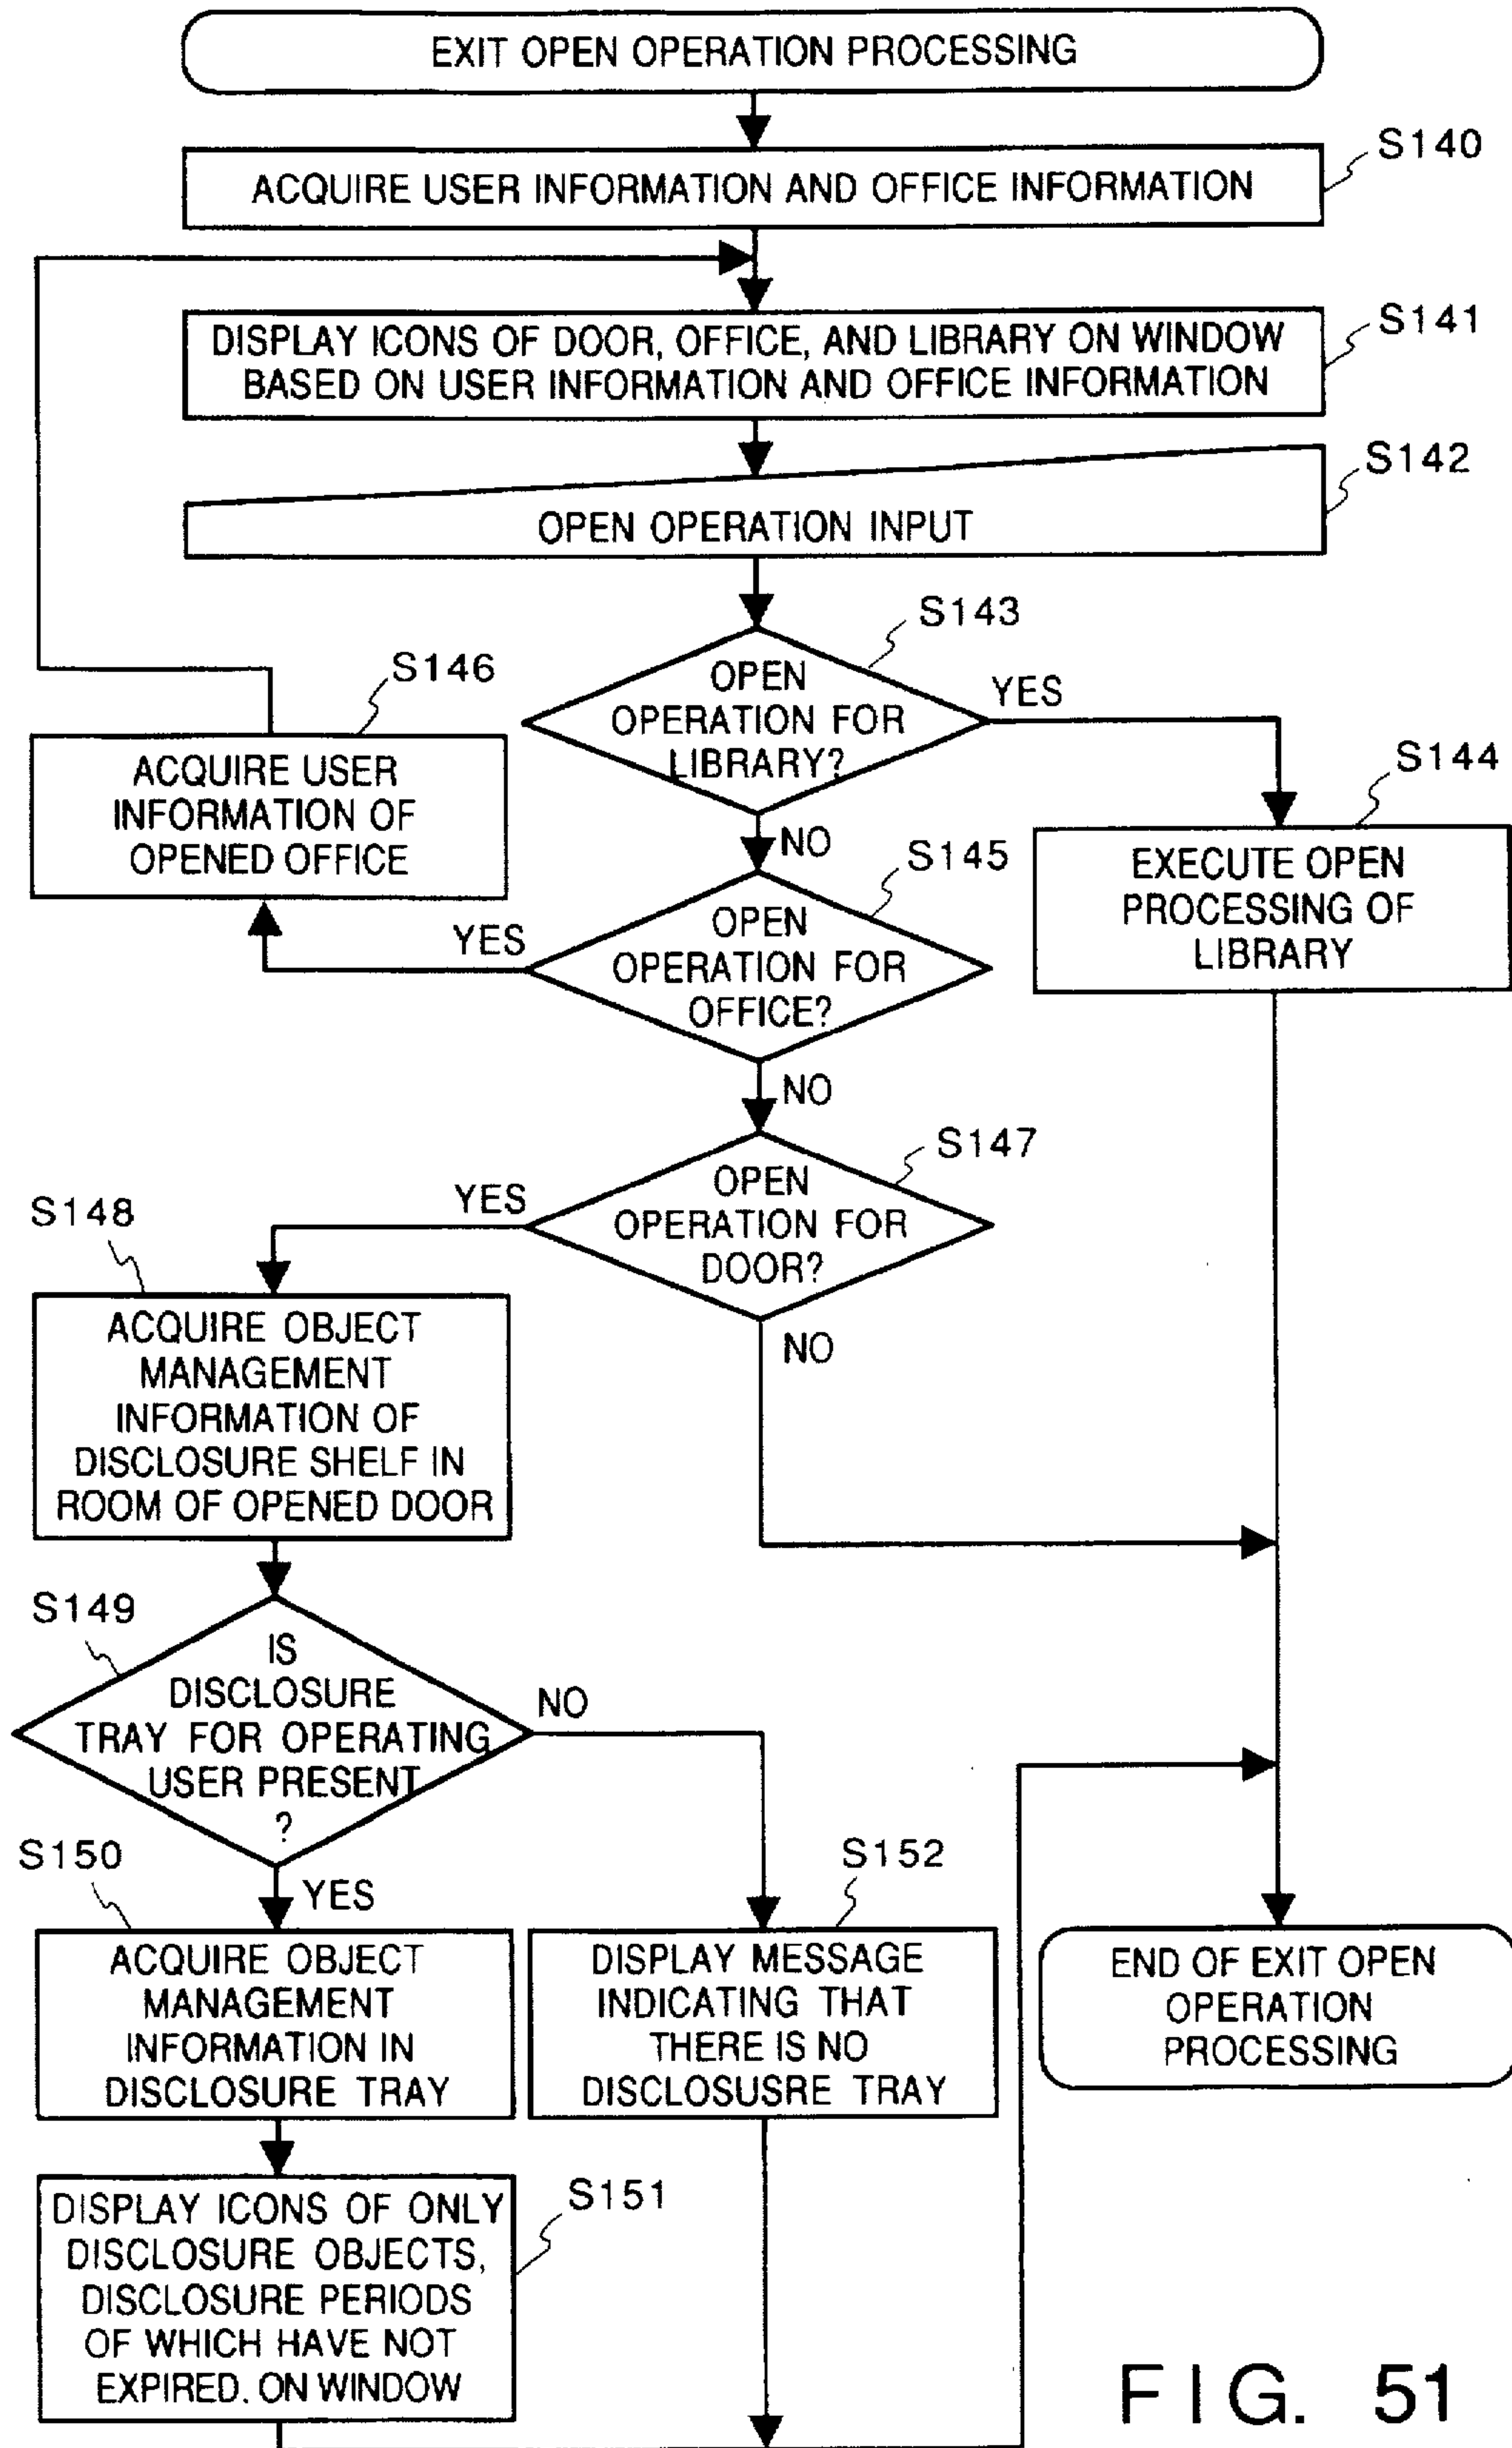 EXIT OPEN OPERATION PROCESSING
S140
ACQUIRE USER INFORMATION AND OFFICE INFORMATION
S141
DISPLAY ICONS OF DOOR, OFFICE, AND LIBRARY ON WINDOW
BASED ON USER INFORMATION AND OFFICE INFORMATION
S142
OPEN OPERATION INPUT
S143
OPEN
OPERATION FOR
LIBRARY?
YES
NO
S144
EXECUTE OPEN
PROCESSING OF
LIBRARY
S145
OPEN
OPERATION FOR
OFFICE?
YES
NO
S146
ACQUIRE USER
INFORMATION OF
OPENED OFFICE
S147
OPEN
OPERATION FOR
DOOR?
YES
NO
S148
ACQUIRE OBJECT
MANAGEMENT
INFORMATION OF
DISCLOSURE SHELF IN
ROOM OF OPENED DOOR
S149
IS
DISCLOSURE
TRAY FOR OPERATING
USER PRESENT
?
NO
YES
S150
ACQUIRE OBJECT
MANAGEMENT
INFORMATION IN
DISCLOSURE TRAY
S151
DISPLAY ICONS OF ONLY
DISCLOSURE OBJECTS,
DISCLOSURE PERIODS
OF WHICH HAVE NOT
EXPIRED. ON WINDOW
S152
DISPLAY MESSAGE
INDICATING THAT
THERE IS NO
DISCLOSUSRE TRAY
END OF EXIT OPEN
OPERATION
PROCESSING
FIG. 51